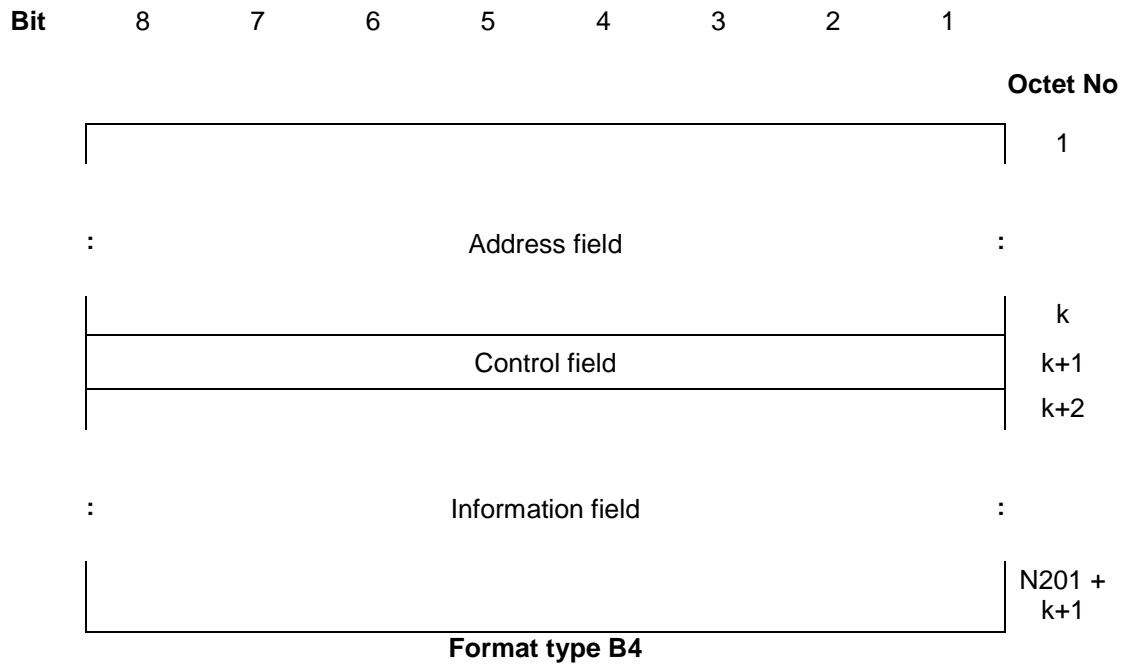 Bit 8 7 6 5 4 3 2 1
Octet No
1
: Address field :
k
Control field k+1
k+2
: Information field :
N201 +
k+1
Format type B4